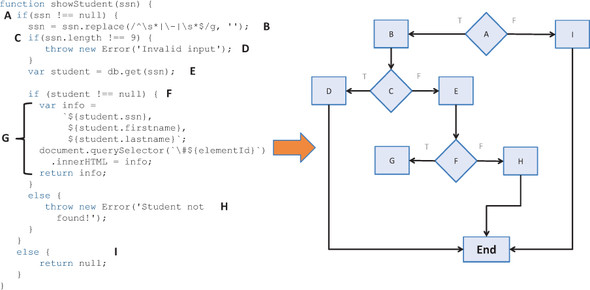 function showStudent(ssn) {
A if(ssn !== null) {
ssn = ssn.replace(/^\s*|\-|\s*$/g, ''); B
C if(ssn.length !== 9) {
throw new Error('Invalid input'); D
}
var student = db.get(ssn); E
if (student !== null) { F
var info =
`${student.ssn},
${student.firstname},
G ${student.lastname}`;
document.querySelector(`\#${elementId}`)
.innerHTML = info;
return info;
}
else {
throw new Error('Student not H
found!');
}
}
else { I
return null;
}
}
T F
B A I
D T C F E
G T F F H
End